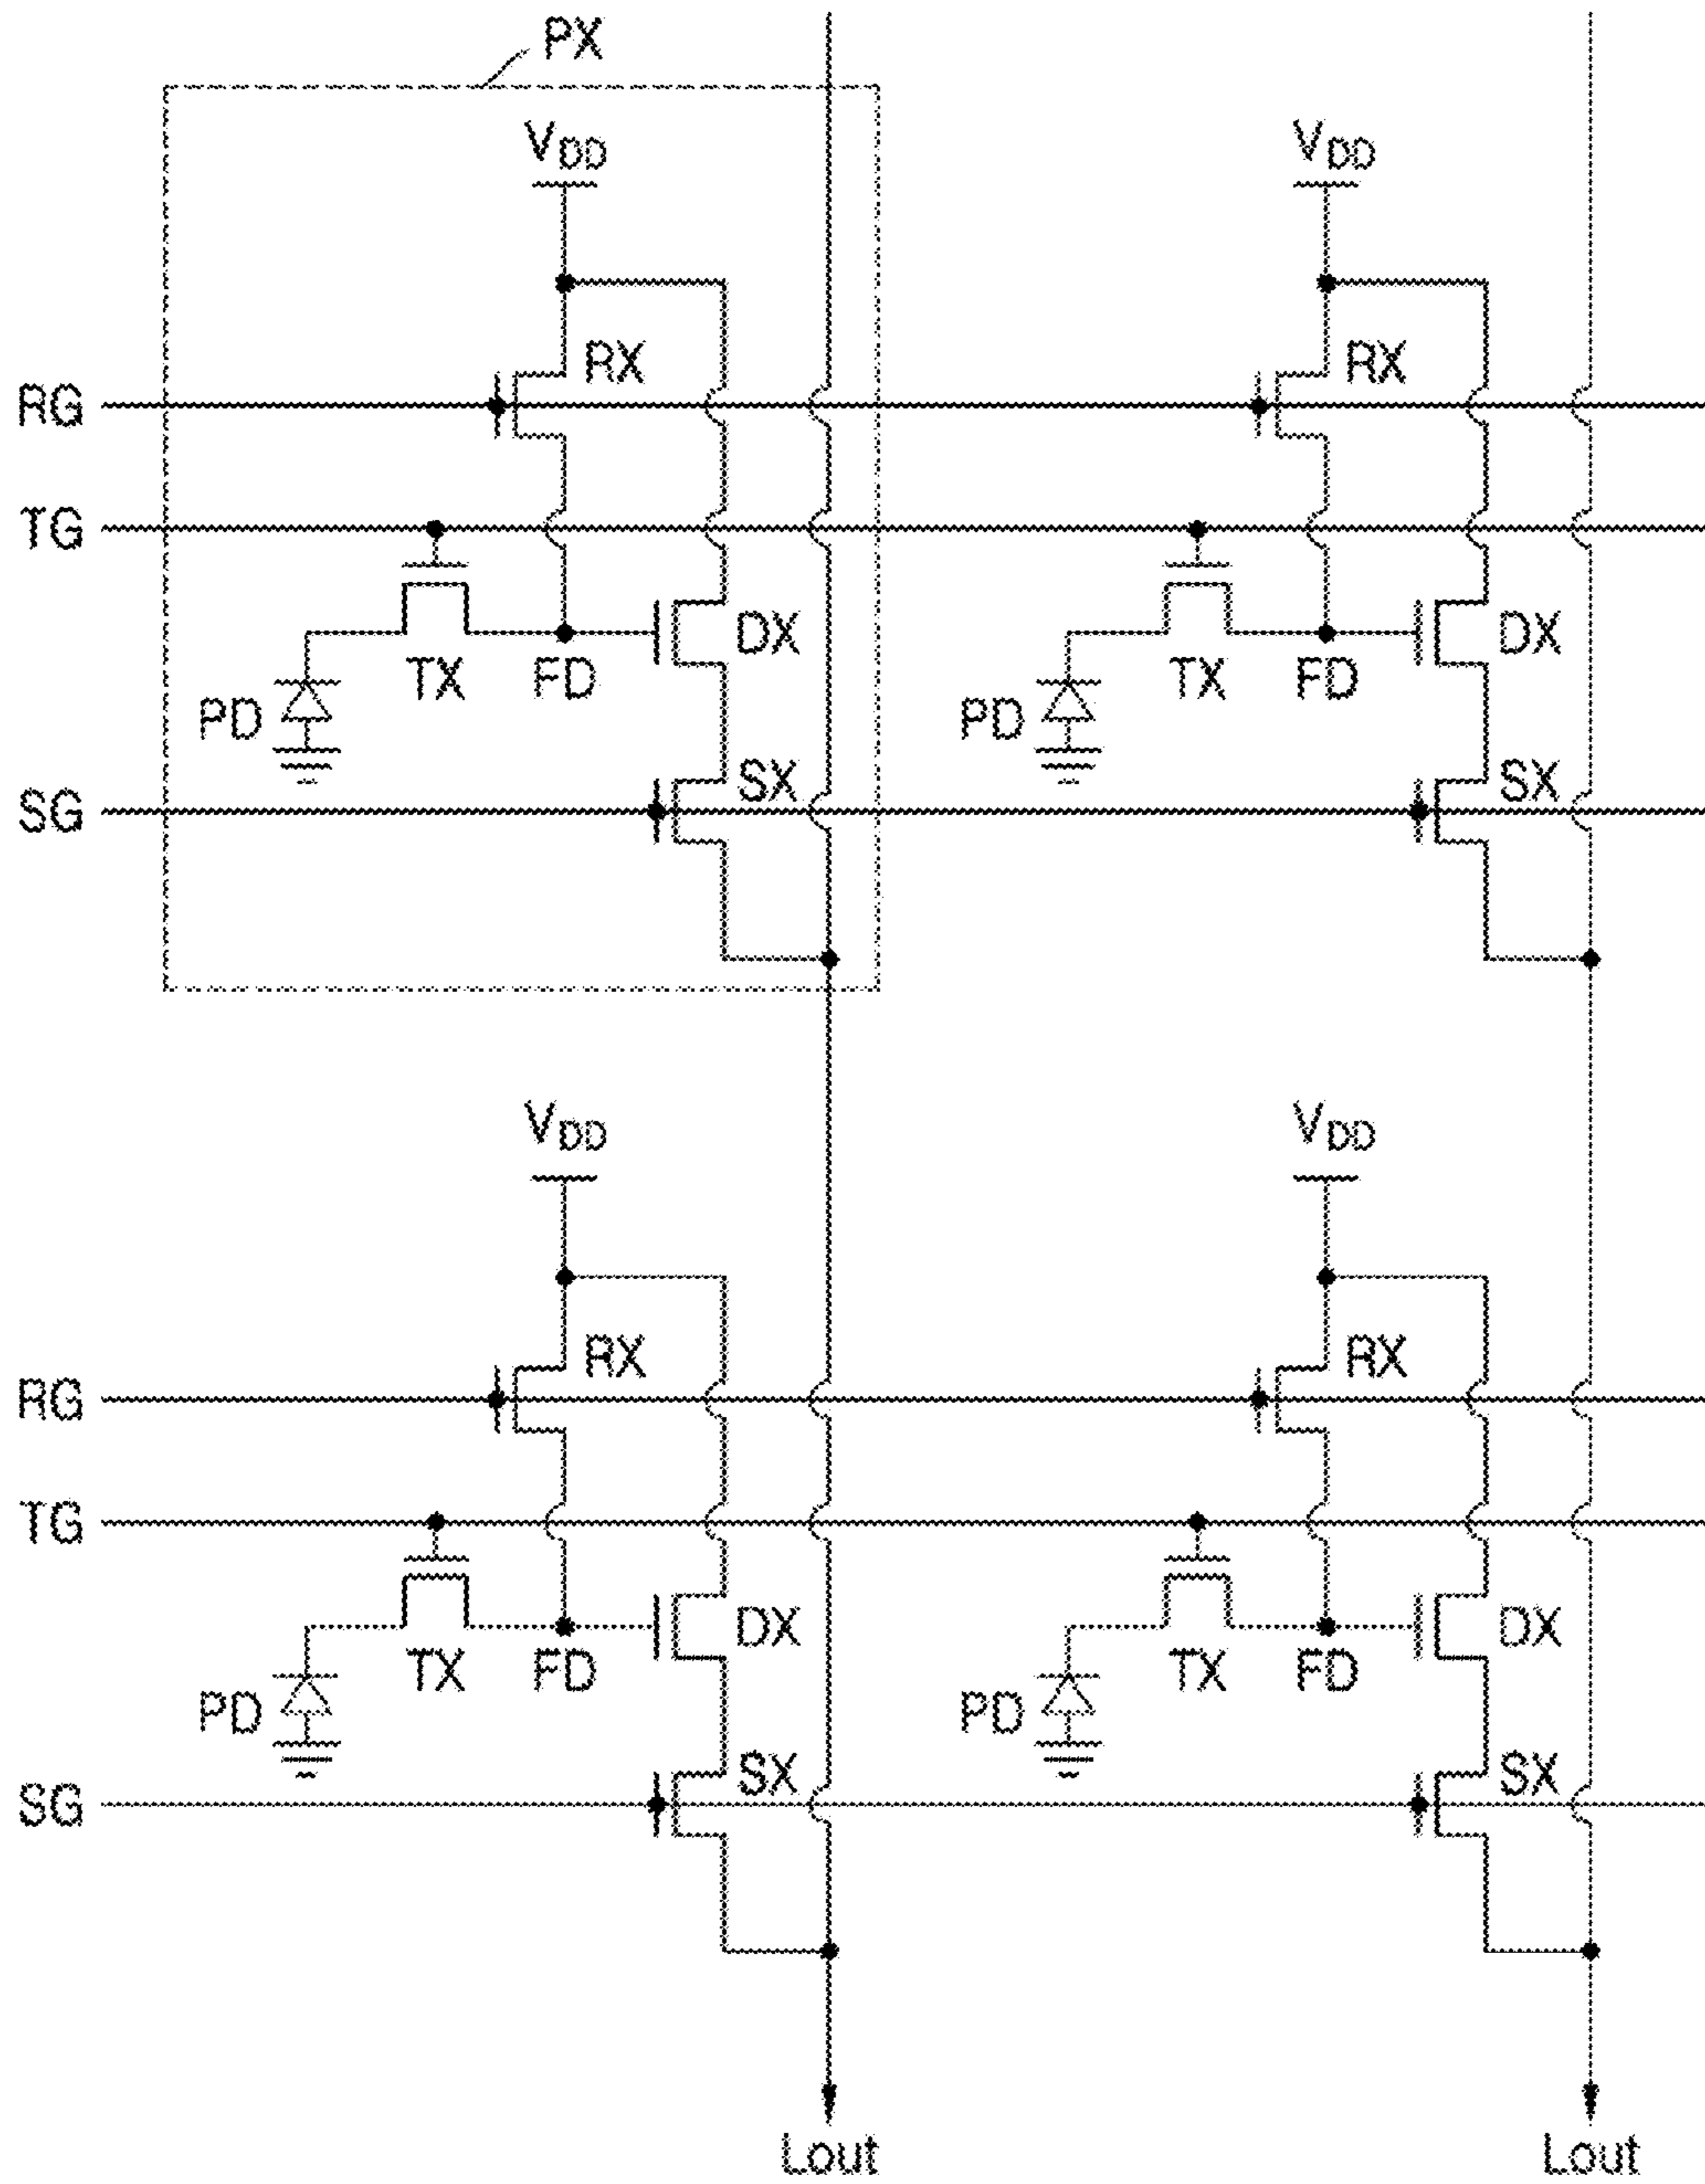 PX
VDD VDD
RX RX
RG
TG
DX DX
TX FD TX FD
PD PD
SX SX
SG
VDD VDD
RX RX
RG
TG
DX DX
TX FD TX FD
PD PD
SX SX
SG
Lout Lout